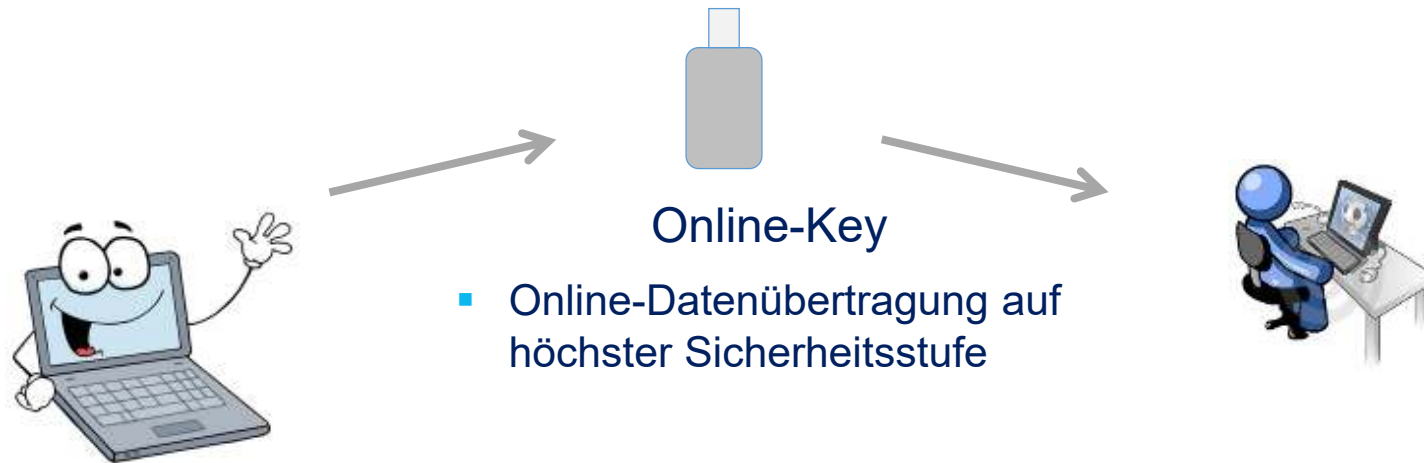 Online-Key
▪ Online-Datenübertragung auf
höchster Sicherheitsstufe